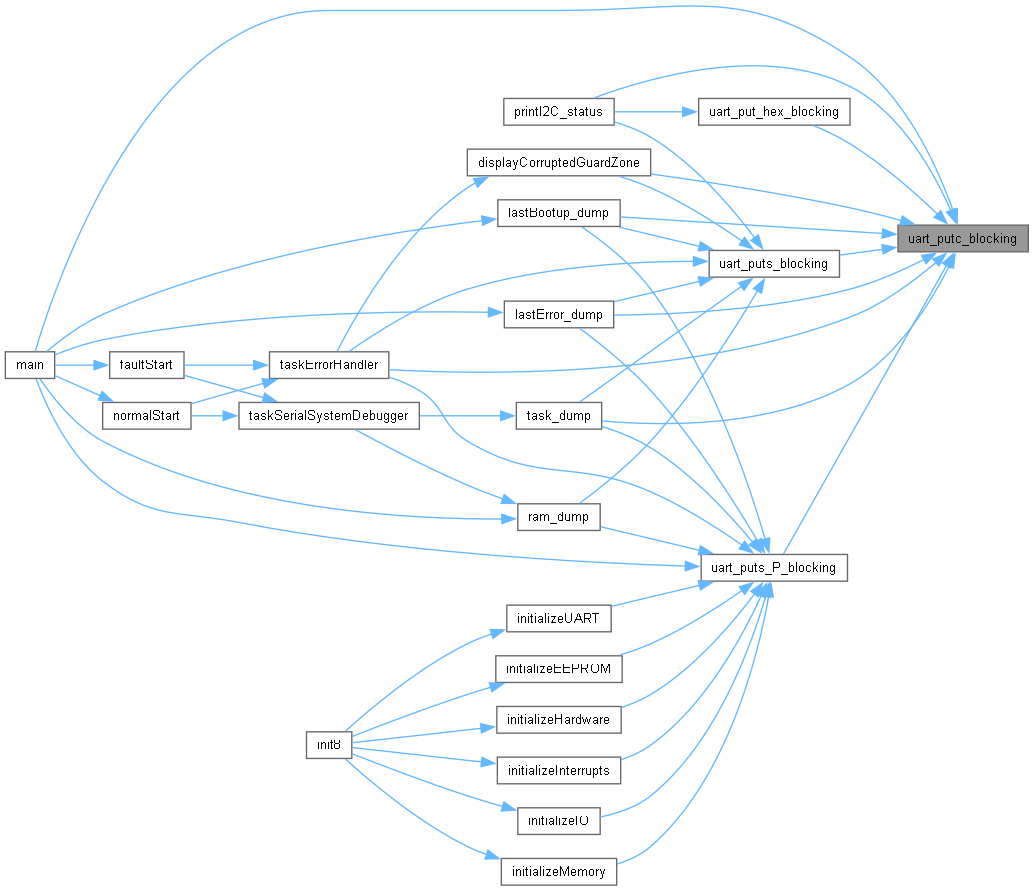 printI2C_status
uart_put_hex_blocking
displayCorruptedGuardZone
lastBootup_dump
uart_putc_blocking
uart_puts_blocking
lastError_dump
main
faultStart
taskErrorHandler
normalStart
taskSerialSystemDebugger
task_dump
ram_dump
uart_puts_P_blocking
initializeUART
initializeEEPROM
initializeHardware
init8
initializeInterrupts
initializeIO
initializeMemory